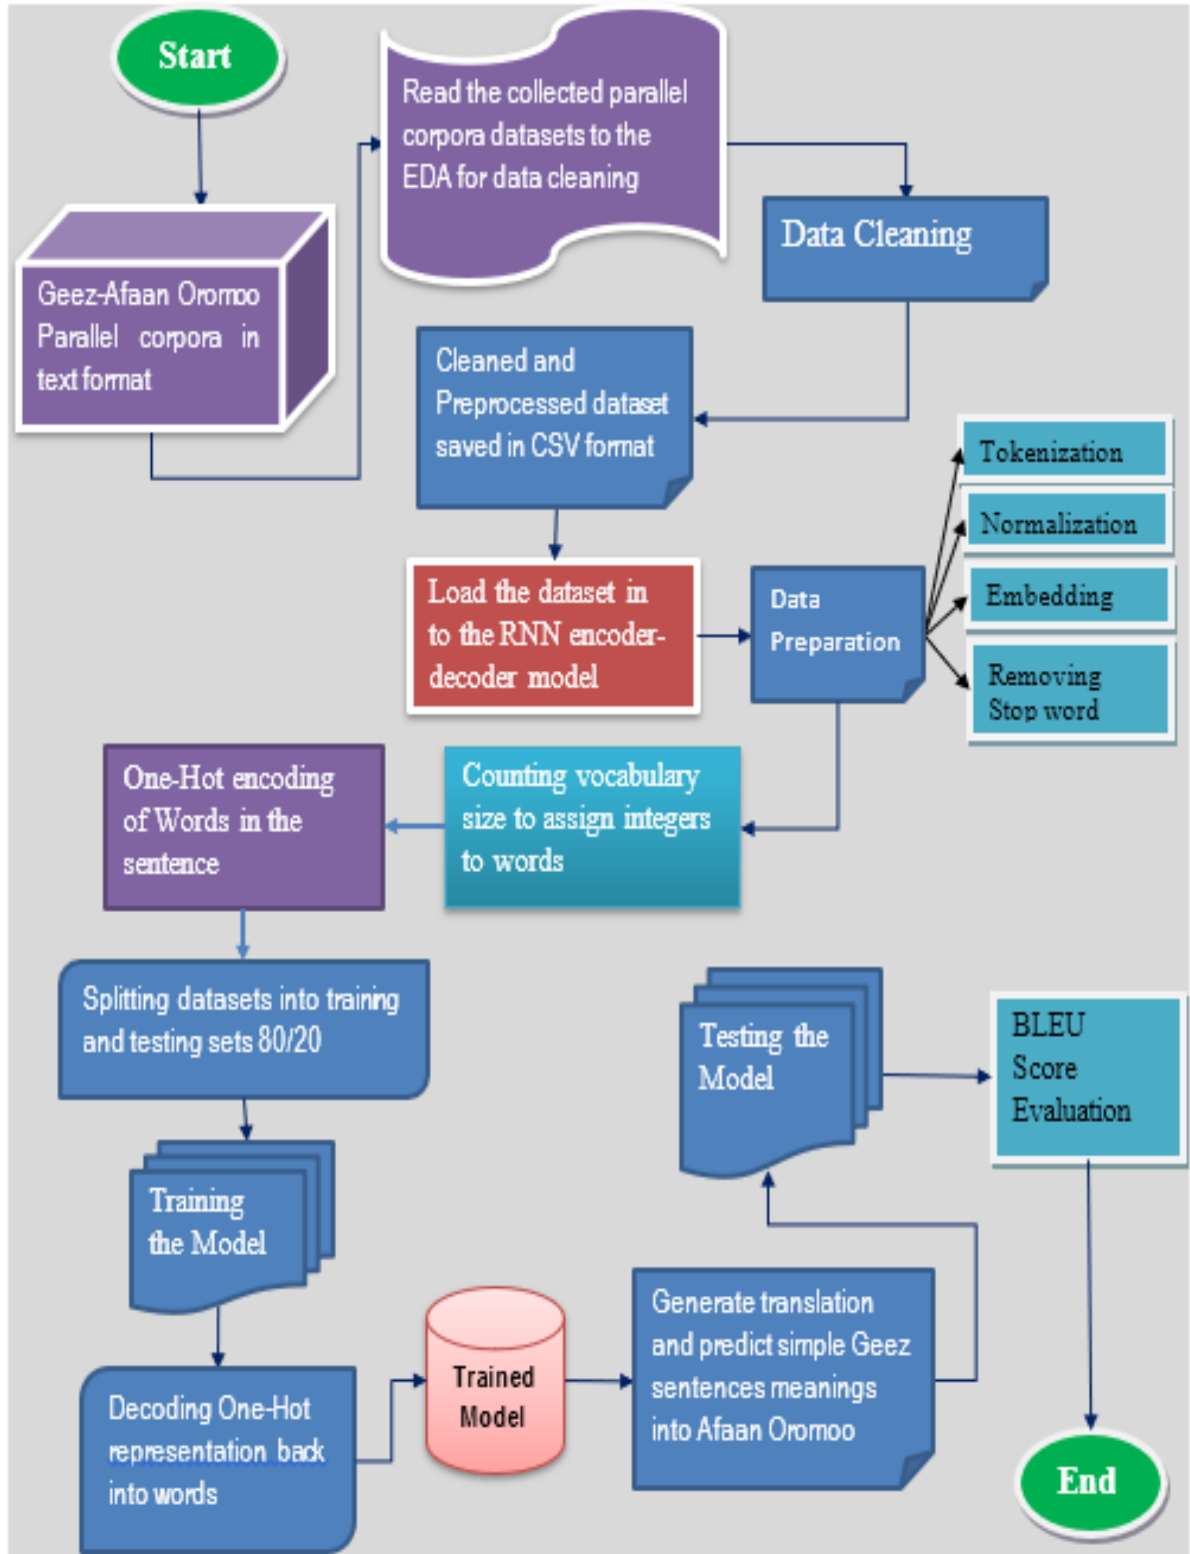 Start
Read the collected parallel
corpora datasets to the
EDA for data cleaning
Data Cleaning
Geez-Afaan Oromoo
Parallel corpora in
text format
Cleaned and
Preprocessed dataset
saved in CSV format
Tokenization
Normalization
Embedding
Removing
Stop word
Load the dataset in
to the RNN encoder-
decoder model
Data
Preparation
One-Hot encoding
of Words in the
sentence
Counting vocabulary
size to assign integers
to words
Splitting datasets into training
and testing sets 80/20
Training
the Model
Decoding One-Hot
representation back
into words
Trained
Model
Generate translation
and predict simple Geez
sentences meanings
into Afaan Oromoo
Testing the
Model
BLEU
Score
Evaluation
End